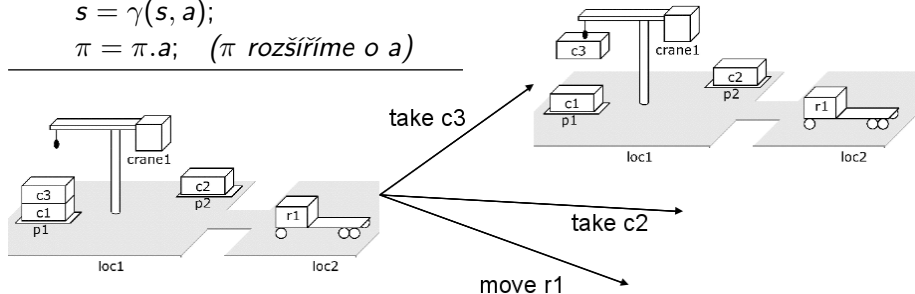 s = γ(s, a);
π = π.a; (π rozšíříme o a)
c3
crane1
c1
p1
c2
p2
r1
loc1
loc2
take c3
crane1
c3
c1
p1
c2
p2
r1
loc1
loc2
take c2
move r1